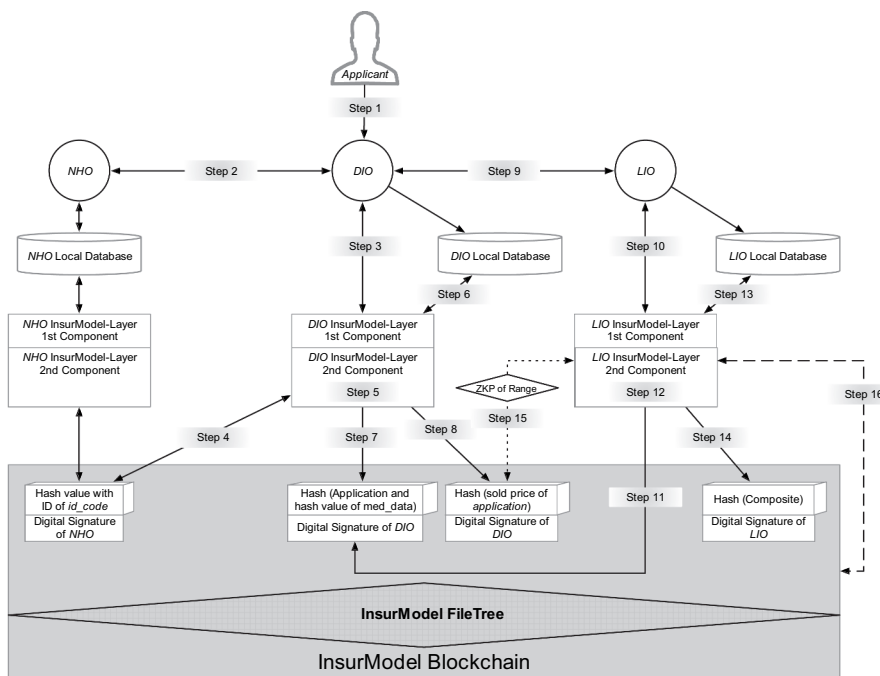 Applicant
Step 1
NHO
Step 2
DIO
Step 9
LIO
NHO Local Database
Step 3
DIO Local Database
Step 10
LIO Local Database
Step 6
Step 13
NHO InsurModel-Layer
1st Component
NHO InsurModel-Layer
2nd Component
DIO InsurModel-Layer
1st Component
DIO InsurModel-Layer
2nd Component
Step 5
LIO InsurModel-Layer
1st Component
LIO InsurModel-Layer
2nd Component
Step 12
ZKP of Range
Step 15
Step 16
Step 4
Step 7
Step 8
Step 14
Step 11
Hash value with
ID of id_code
Digital Signature
of NHO
Hash (Application and
hash value of med_data)
Digital Signature of DIO
Hash (sold price of
application)
Digital Signature of
DIO
Hash (Composite)
Digital Signature of
LIO
InsurModel FileTree
InsurModel Blockchain